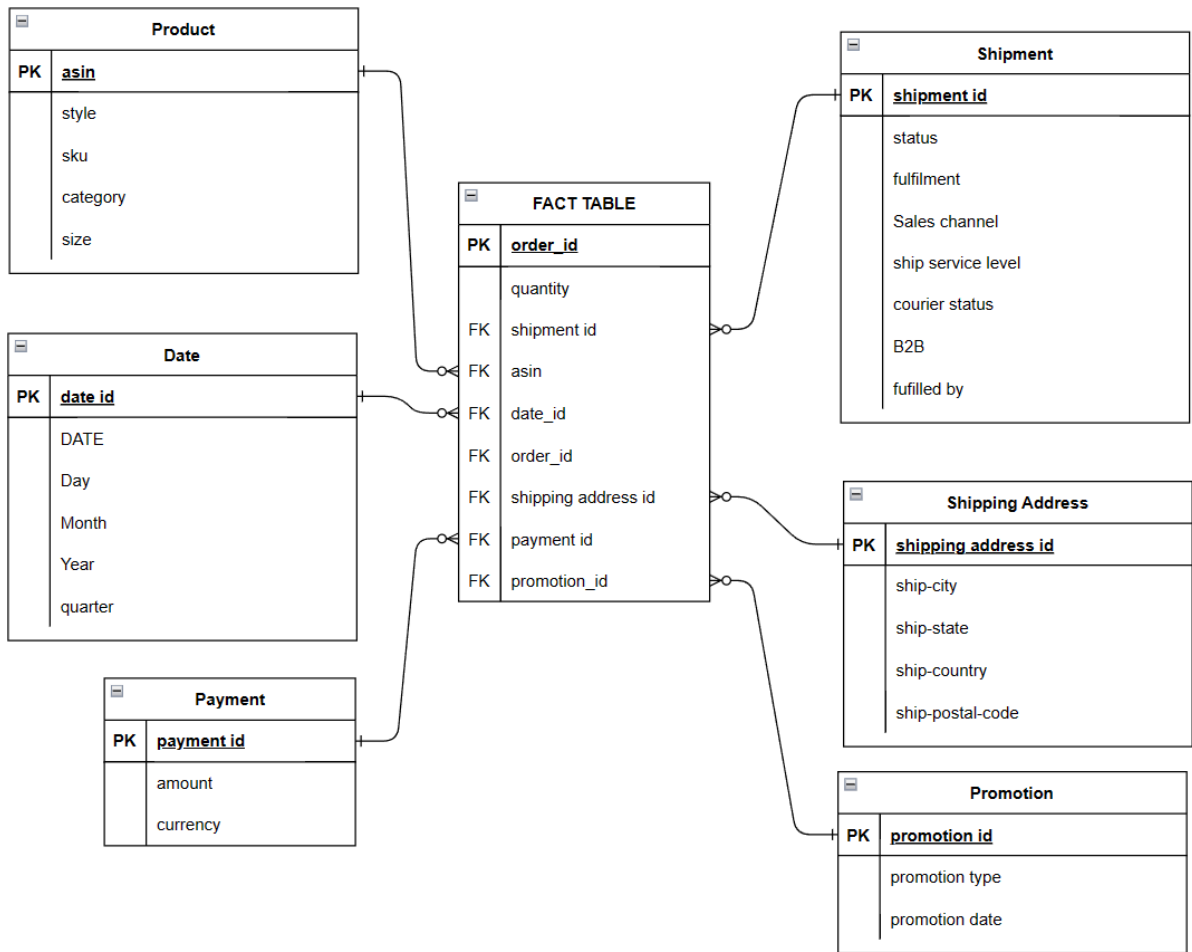 Product
PK asin
style
sku
category
size
Date
PK date id
DATE
Day
Month
Year
quarter
Payment
PK payment id
amount
currency
FACT TABLE
PK order_id
quantity
FK shipment id
FK asin
FK date_id
FK order_id
FK shipping address id
FK payment id
FK promotion_id
Shipment
PK shipment id
status
fulfilment
Sales channel
ship service level
courier status
B2B
fufilled by
Shipping Address
PK shipping address id
ship-city
ship-state
ship-country
ship-postal-code
Promotion
PK promotion id
promotion type
promotion date